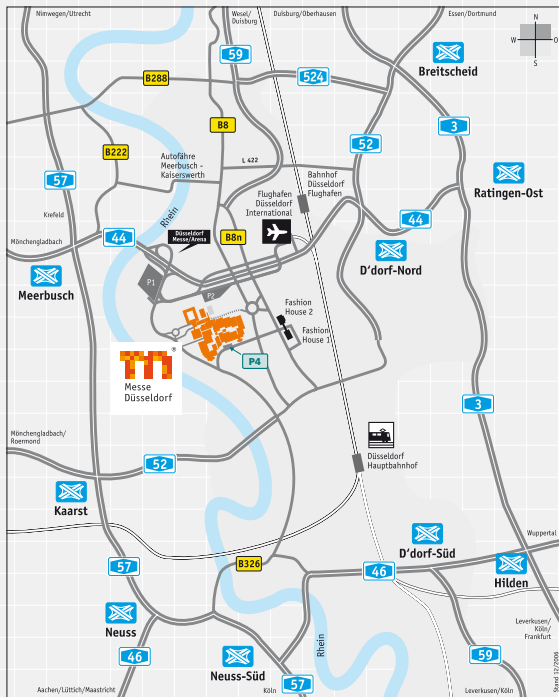 Nimwegen/Utrecht
Wesel/
Duisburg
Duisburg/Oberhausen
Essen/Dortmund
N
W
O
S
59
Breitscheid
B288
524
3
B8
52
B222
L 422
Autofähre
Meerbusch -
Kaiserswerth
Bahnhof
Düsseldorf
Flughafen
57
Ratingen-Ost
Flughafen
Düsseldorf
International
Krefeld
Rhein
44
Mönchengladbach
44
Düsseldorf
Messe/Arena
B8n
D'dorf-Nord
Meerbusch
P1
P2
Fashion
House 2
Fashion
House 1
P4
®
Messe
Düsseldorf
3
Mönchengladbach/
Roermond
52
Düsseldorf
Hauptbahnhof
Kaarst
Wuppertal
D'dorf-Süd
57
B326
46
Hilden
Neuss
Leverkusen/
Köln/
Frankfurt
Rhein
46
Neuss-Süd
59
Aachen/Lüttich/Maastricht
Köln
57
Leverkusen/Köln
Stand 12/2006